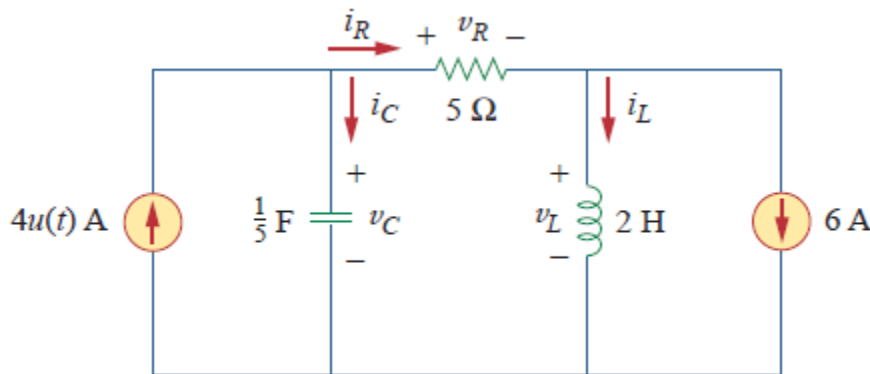 i_R + v_R −
i_C 5 Ω i_L
+ +
4u(t) A 1/5 F v_C v_L 2 H 6 A
− −